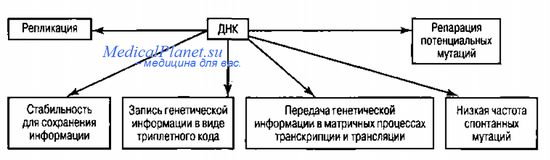 Репликация
ДНК
Репарация
потенциальных
мутаций
MedicalPlanet.su
- медицина для вас.
Стабильность
для сохранения
информации
Запись генетической
информации в виде
триплетного кода
Передача генетической
информации в матричных процессах
транскрипции и трансляции
Низкая частота
спонтанных
мутаций